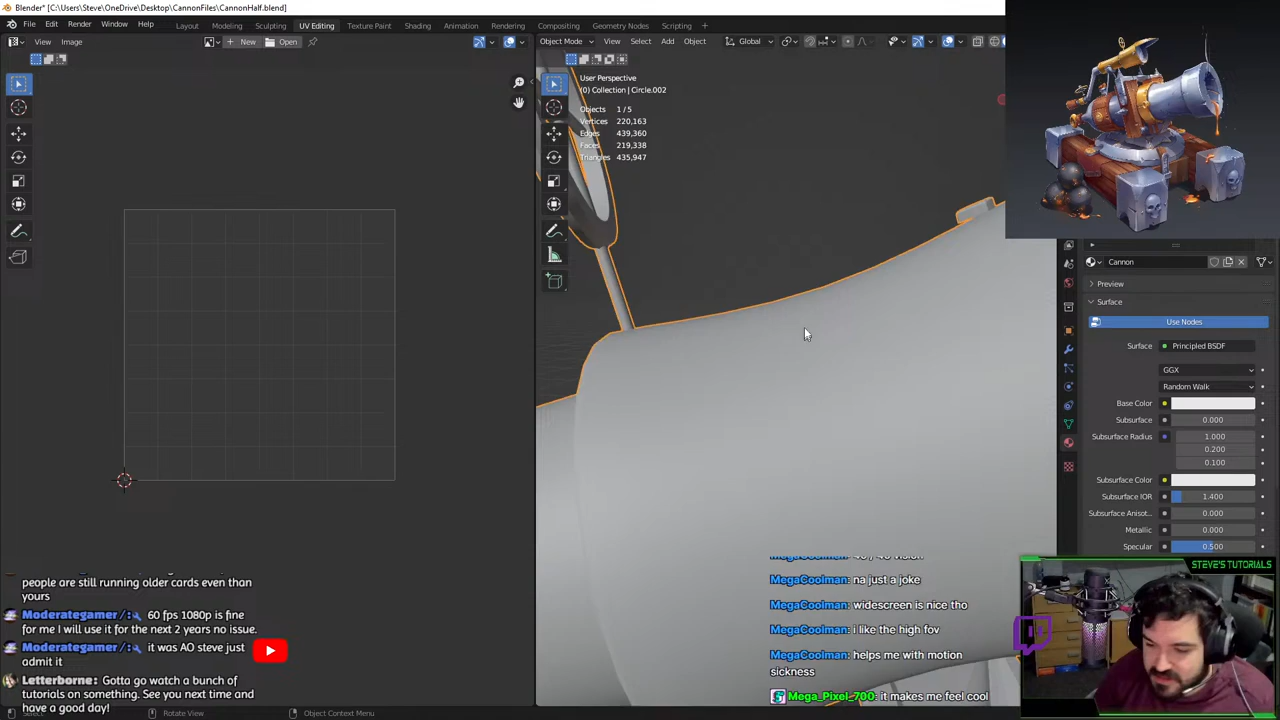 Blender* [C:\Users\Steve\OneDrive\Desktop\CannonFiles\CannonHalf.blend]
File Edit Render Window Help Layout Modeling Sculpting UV Editing Texture Paint Shading Animation Rendering Compositing Geometry Nodes Scripting +
View Image New Open Object Mode View Select Add Object Global
User Perspective
(0) Collection | Circle.002
Objects 1 / 5
Vertices 220,163
Edges 439,360
Faces 219,338
Triangles 435,947
Cannon
Preview
Surface
Use Nodes
Surface Principled BSDF
GGX
Random Walk
Base Color
Subsurface 0.000
Subsurface Radius 1.000
0.200
0.100
Subsurface Color
Subsurface IOR 1.400
Subsurface Anisot... 0.000
Metallic 0.000
Specular 0.500
STEVE'S TUTORIALS
people are still running older cards even than
yours
Moderategamer /: 60 fps 1080p is fine
for me I will use it for the next 2 years no issue.
Moderategamer /: it was AO steve just
admit it
Letterborne: Gotta go watch a bunch of
tutorials on something. See you next time and
have a good day!
MegaCoolman: na just a joke
MegaCoolman: widescreen is nice tho
MegaCoolman: i like the high fov
MegaCoolman: helps me with motion
sickness
Mega_Pixel_700: it makes me feel cool
Rotate View Object Context Menu